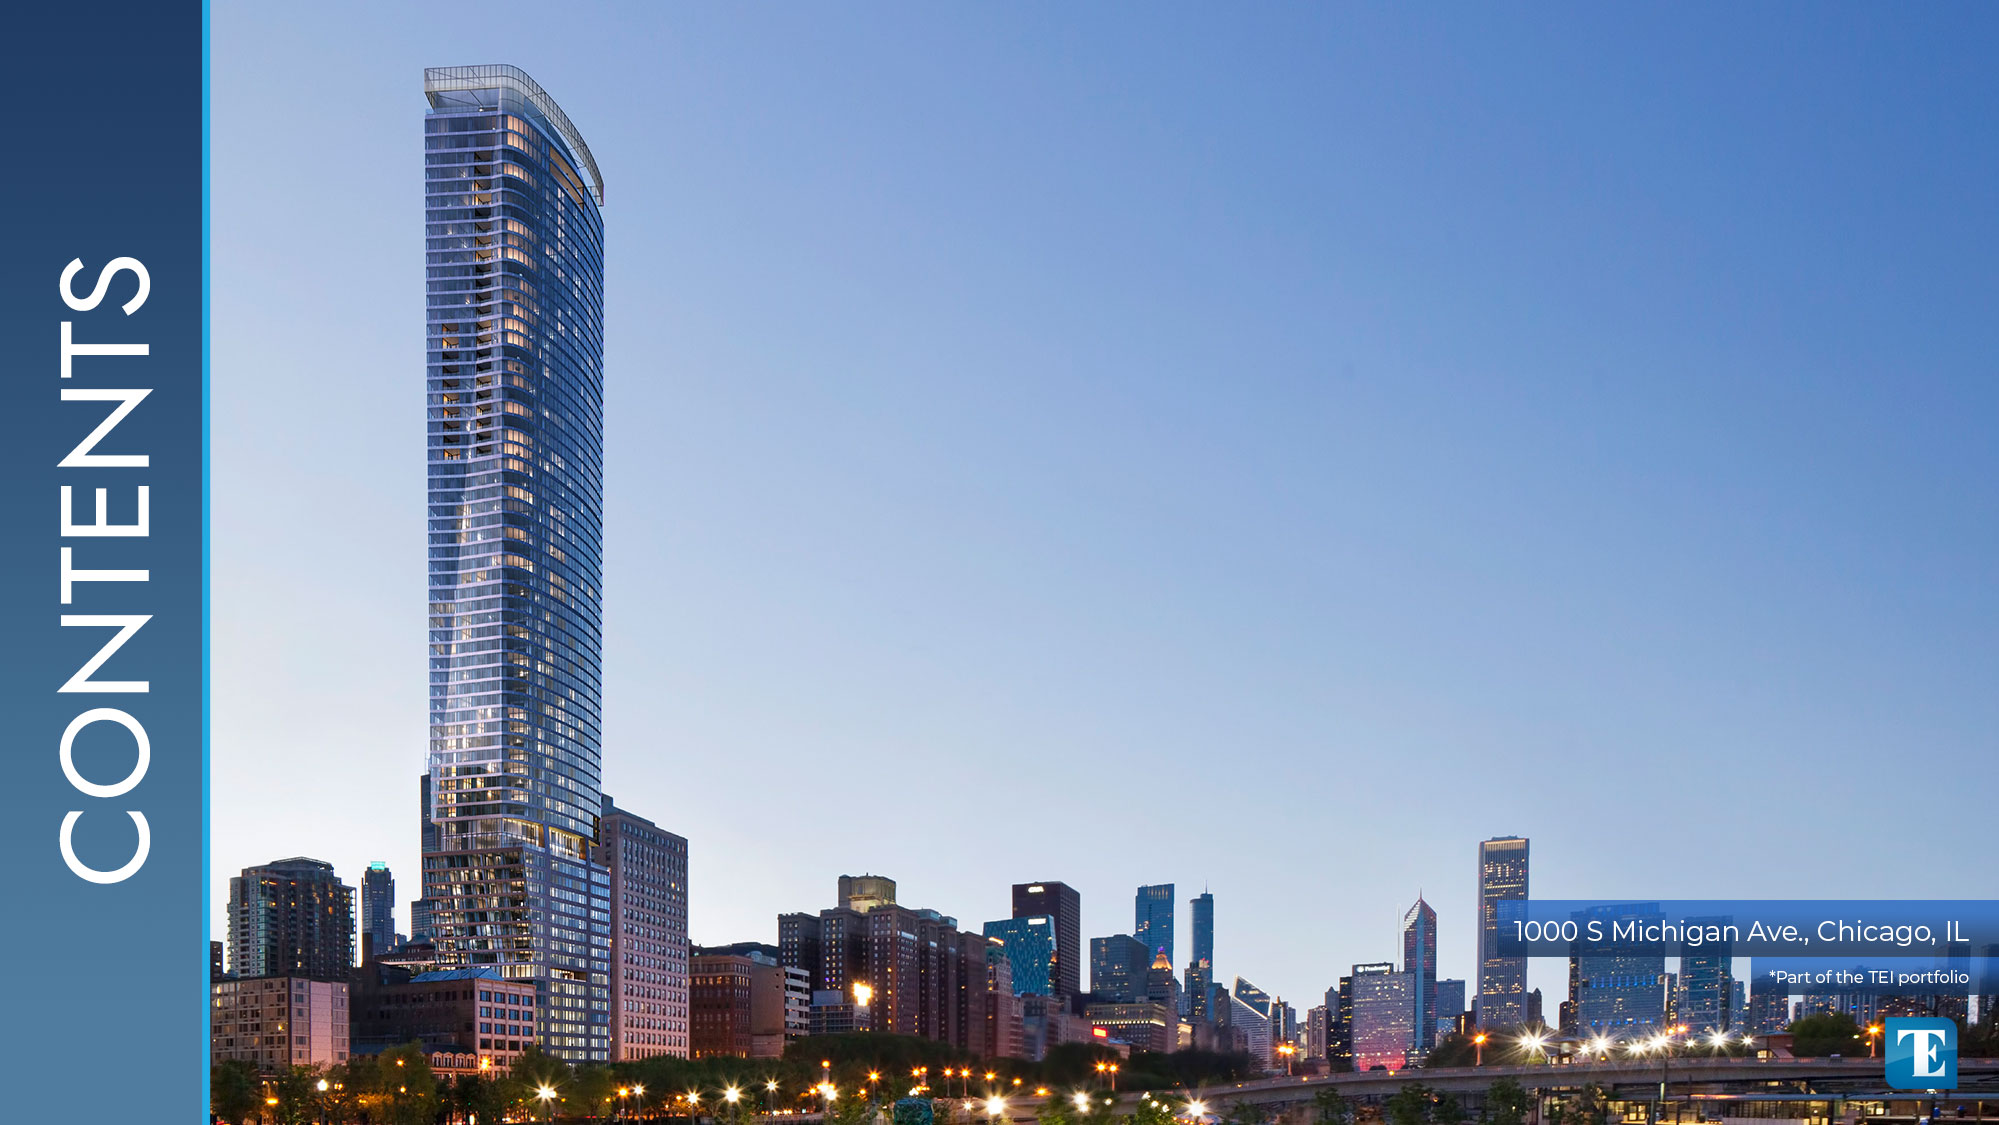 CONTENTS
1000 S Michigan Ave., Chicago, IL
*Part of the TEI portfolio
TE